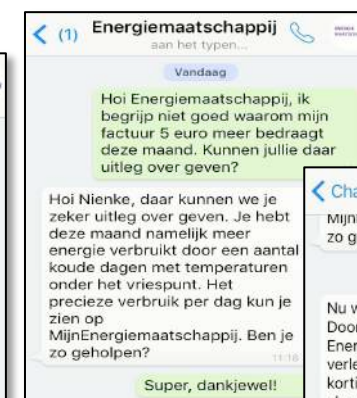 (1) Energiemaatschappij
aan het typen...
Vandaag
Hoi Energiemaatschappij, ik
begrijp niet goed waarom mijn
factuur 5 euro meer bedraagt
deze maand. Kunnen jullie daar
uitleg over geven?
Hoi Nienke, daar kunnen we je
zeker uitleg over geven. Je hebt
deze maand namelijk meer
energie verbruikt door een aantal
koude dagen met temperaturen
onder het vriespunt. Het
precieze verbruik per dag kun je
zien op
MijnEnergiemaatschappij. Ben je
zo geholpen?
11:16
Super, dankjewel!
Cha
zo g
Nu w
Door
Ener
verle
korti